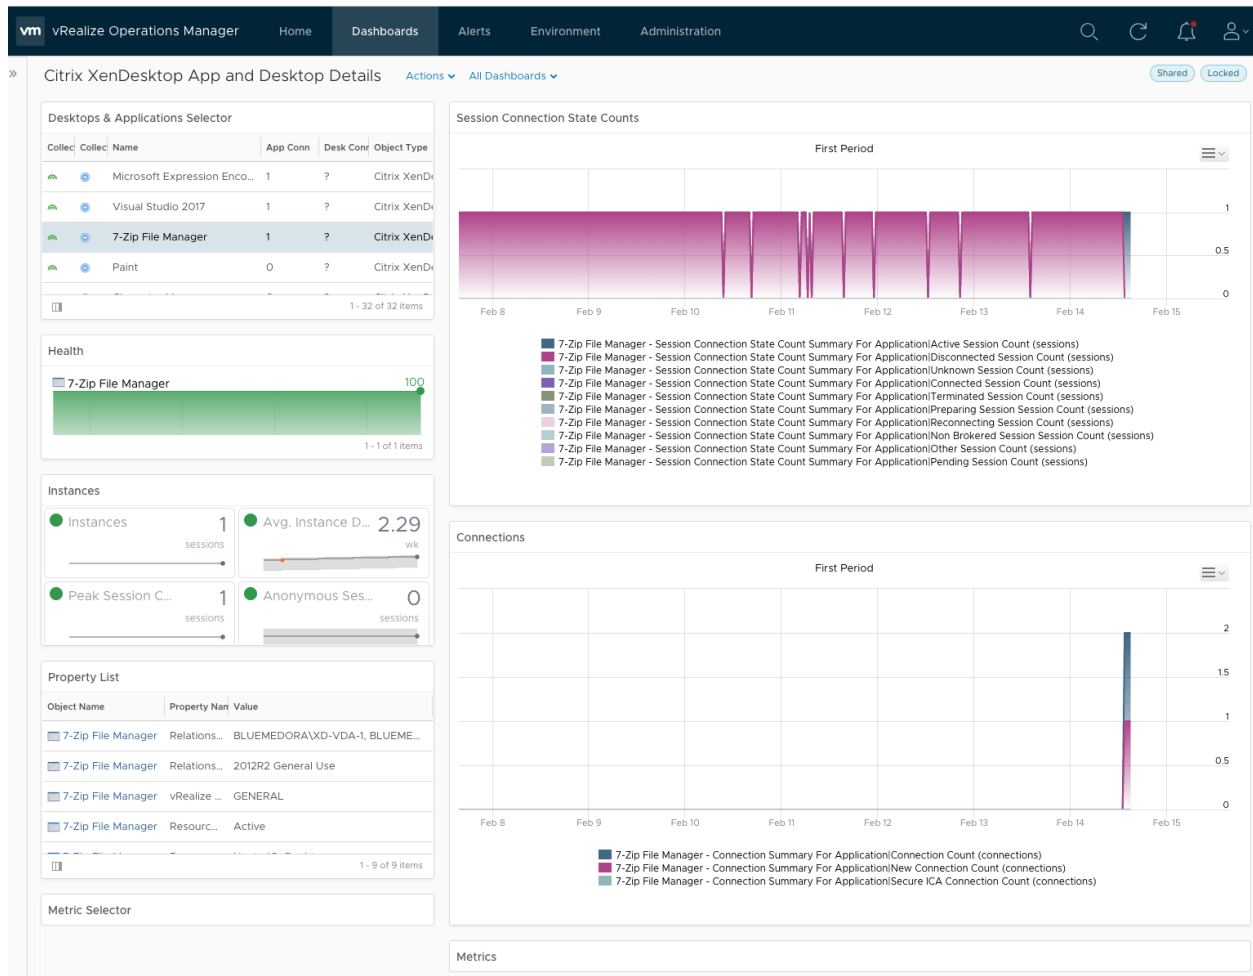 vm vRealize Operations Manager Home Dashboards Alerts Environment Administration
Citrix XenDesktop App and Desktop Details Actions All Dashboards Shared Locked
Desktops & Applications Selector
Collec Collec Name App Conn Desk Conr Object Type
Microsoft Expression Enco... 1 ? Citrix XenDe
Visual Studio 2017 1 ? Citrix XenDe
7-Zip File Manager 1 ? Citrix XenDe
Paint 0 ? Citrix XenDe
1 - 32 of 32 items
Health
7-Zip File Manager 100
1 - 1 of 1 items
Instances
Instances 1
sessions
Avg. Instance D... 2.29
wk
Peak Session C... 1
sessions
Anonymous Ses... 0
sessions
Property List
Object Name Property Nam Value
7-Zip File Manager Relations... BLUEMEDORA\XD-VDA-1, BLUEME...
7-Zip File Manager Relations... 2012R2 General Use
7-Zip File Manager vRealize ... GENERAL
7-Zip File Manager Resourc... Active
1 - 9 of 9 items
Metric Selector
Session Connection State Counts
First Period
1
0.5
0
Feb 8 Feb 9 Feb 10 Feb 11 Feb 12 Feb 13 Feb 14 Feb 15
7-Zip File Manager - Session Connection State Count Summary For Application|Active Session Count (sessions)
7-Zip File Manager - Session Connection State Count Summary For Application|Disconnected Session Count (sessions)
7-Zip File Manager - Session Connection State Count Summary For Application|Unknown Session Count (sessions)
7-Zip File Manager - Session Connection State Count Summary For Application|Connected Session Count (sessions)
7-Zip File Manager - Session Connection State Count Summary For Application|Terminated Session Count (sessions)
7-Zip File Manager - Session Connection State Count Summary For Application|Preparing Session Session Count (sessions)
7-Zip File Manager - Session Connection State Count Summary For Application|Reconnecting Session Count (sessions)
7-Zip File Manager - Session Connection State Count Summary For Application|Non Brokered Session Session Count (sessions)
7-Zip File Manager - Session Connection State Count Summary For Application|Other Session Count (sessions)
7-Zip File Manager - Session Connection State Count Summary For Application|Pending Session Count (sessions)
Connections
First Period
2
1.5
1
0.5
0
Feb 8 Feb 9 Feb 10 Feb 11 Feb 12 Feb 13 Feb 14 Feb 15
7-Zip File Manager - Connection Summary For Application|Connection Count (connections)
7-Zip File Manager - Connection Summary For Application|New Connection Count (connections)
7-Zip File Manager - Connection Summary For Application|Secure ICA Connection Count (connections)
Metrics